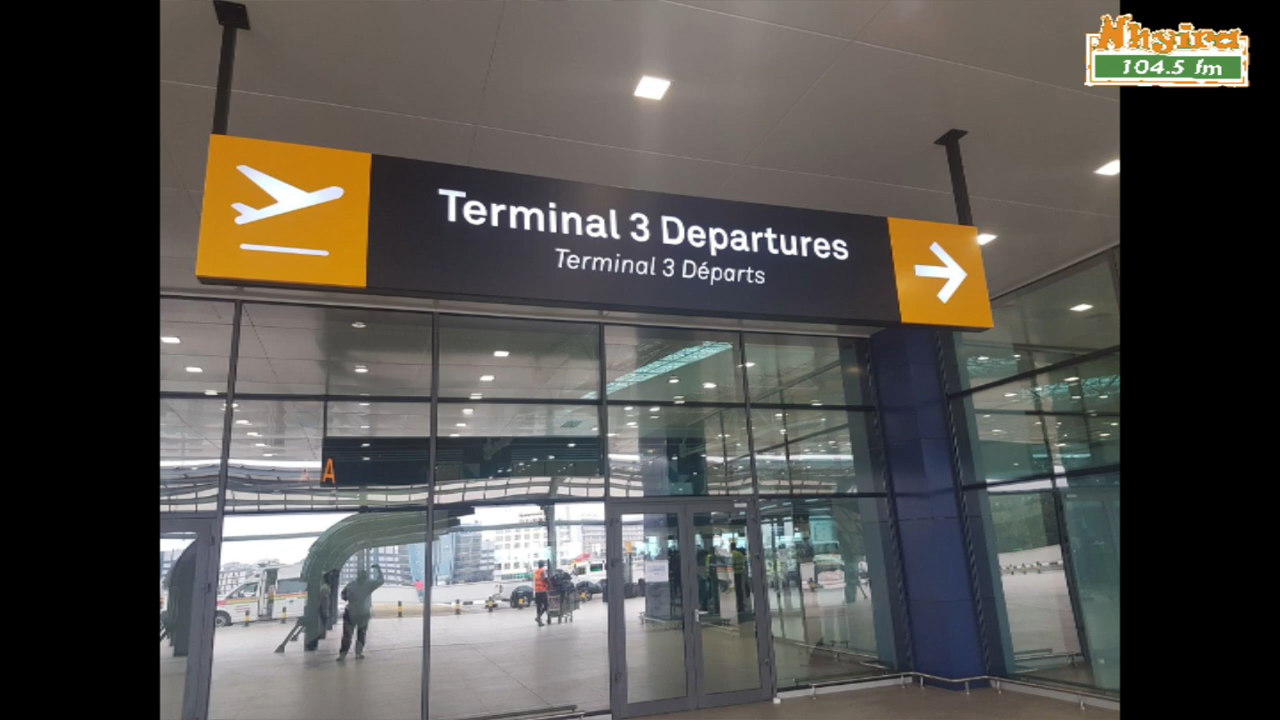 Nhyira
104.5 fm
Terminal 3 Departures
Terminal 3 Départs
A